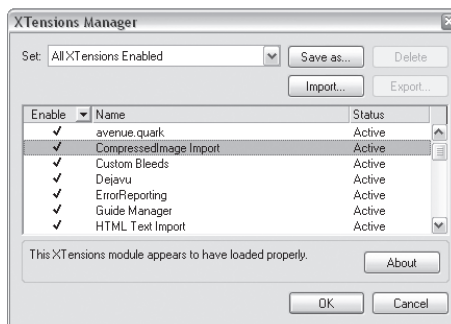 XTensions Manager
Set: All XTensions Enabled Save as... Delete
Import... Export...
Enable Name Status
avenue.quark Active
CompressedImage Import Active
Custom Bleeds Active
Dejavu Active
ErrorReporting Active
Guide Manager Active
HTML Text Import Active
This XTensions module appears to have loaded properly.
About
OK Cancel